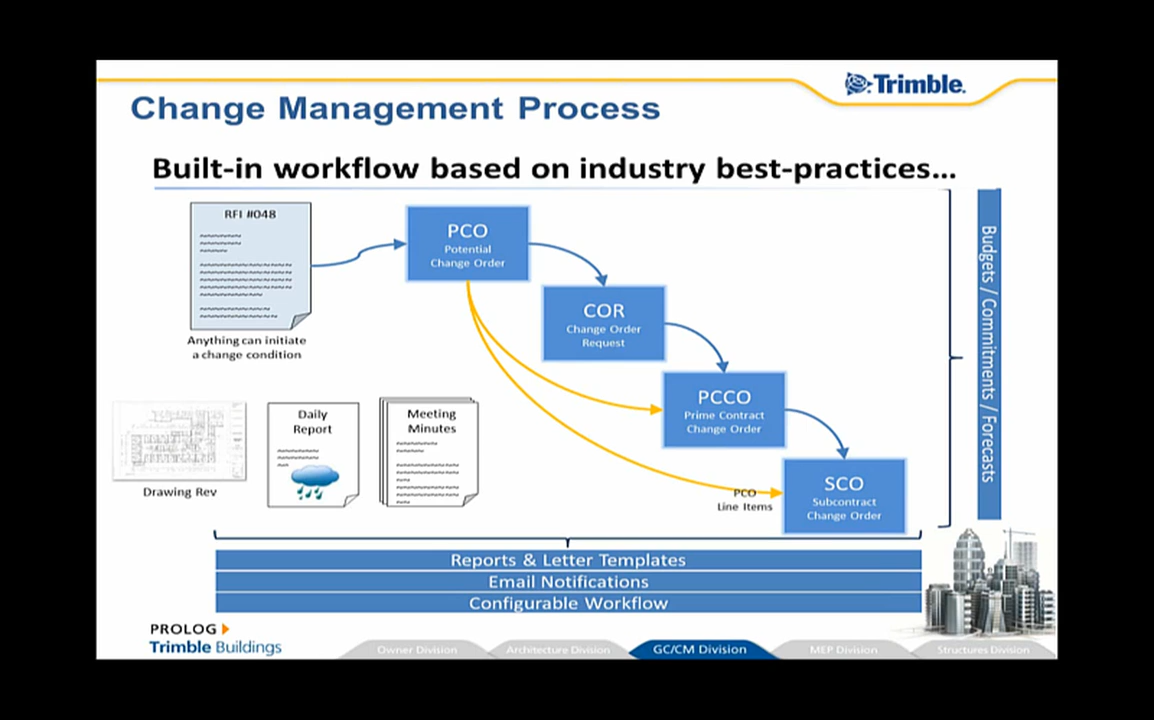 Trimble.
Change Management Process
Built-in workflow based on industry best-practices…
RFI #048
Anything can initiate
a change condition
PCO
Potential
Change Order
COR
Change Order
Request
PCCO
Prime Contract
Change Order
SCO
Subcontract
Change Order
PCO
Line Items
Budgets / Commitments / Forecasts
Drawing Rev
Daily
Report
Meeting
Minutes
Reports & Letter Templates
Email Notifications
Configurable Workflow
PROLOG
Trimble Buildings
Owner Division
Architecture Division
GC/CM Division
MEP Division
Structures Division